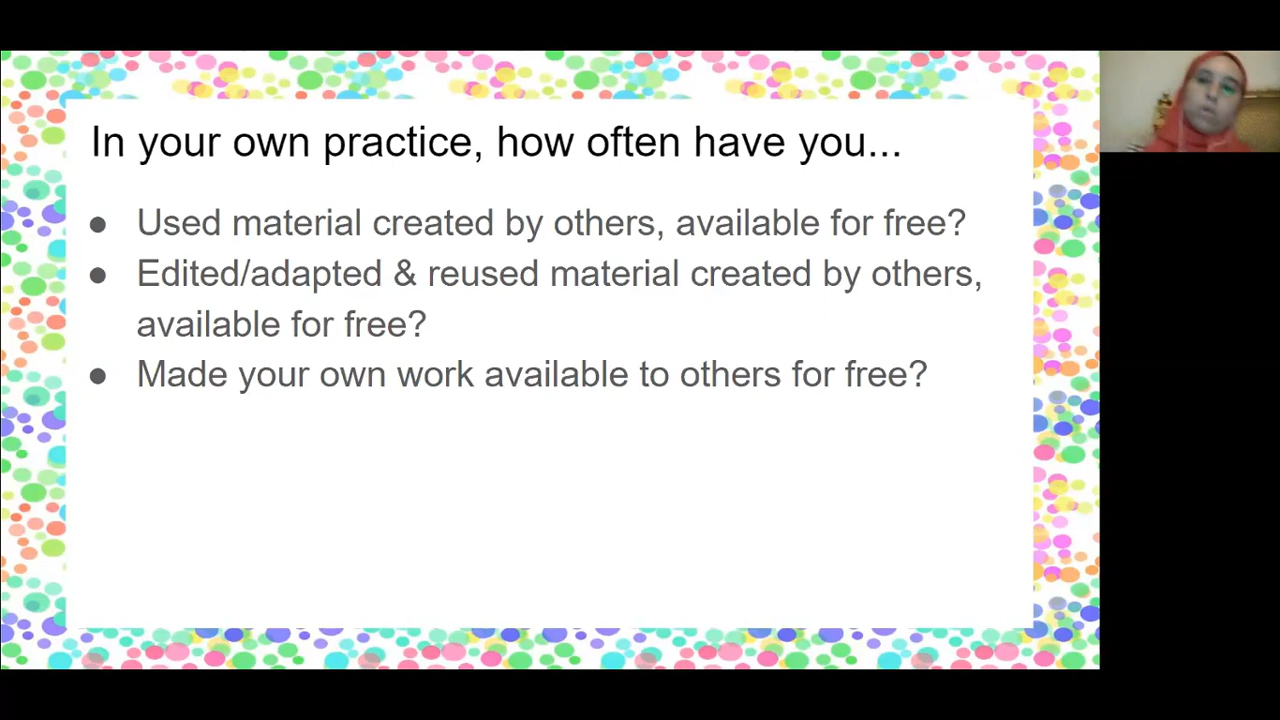 In your own practice, how often have you...
● Used material created by others, available for free?
● Edited/adapted & reused material created by others,
available for free?
● Made your own work available to others for free?